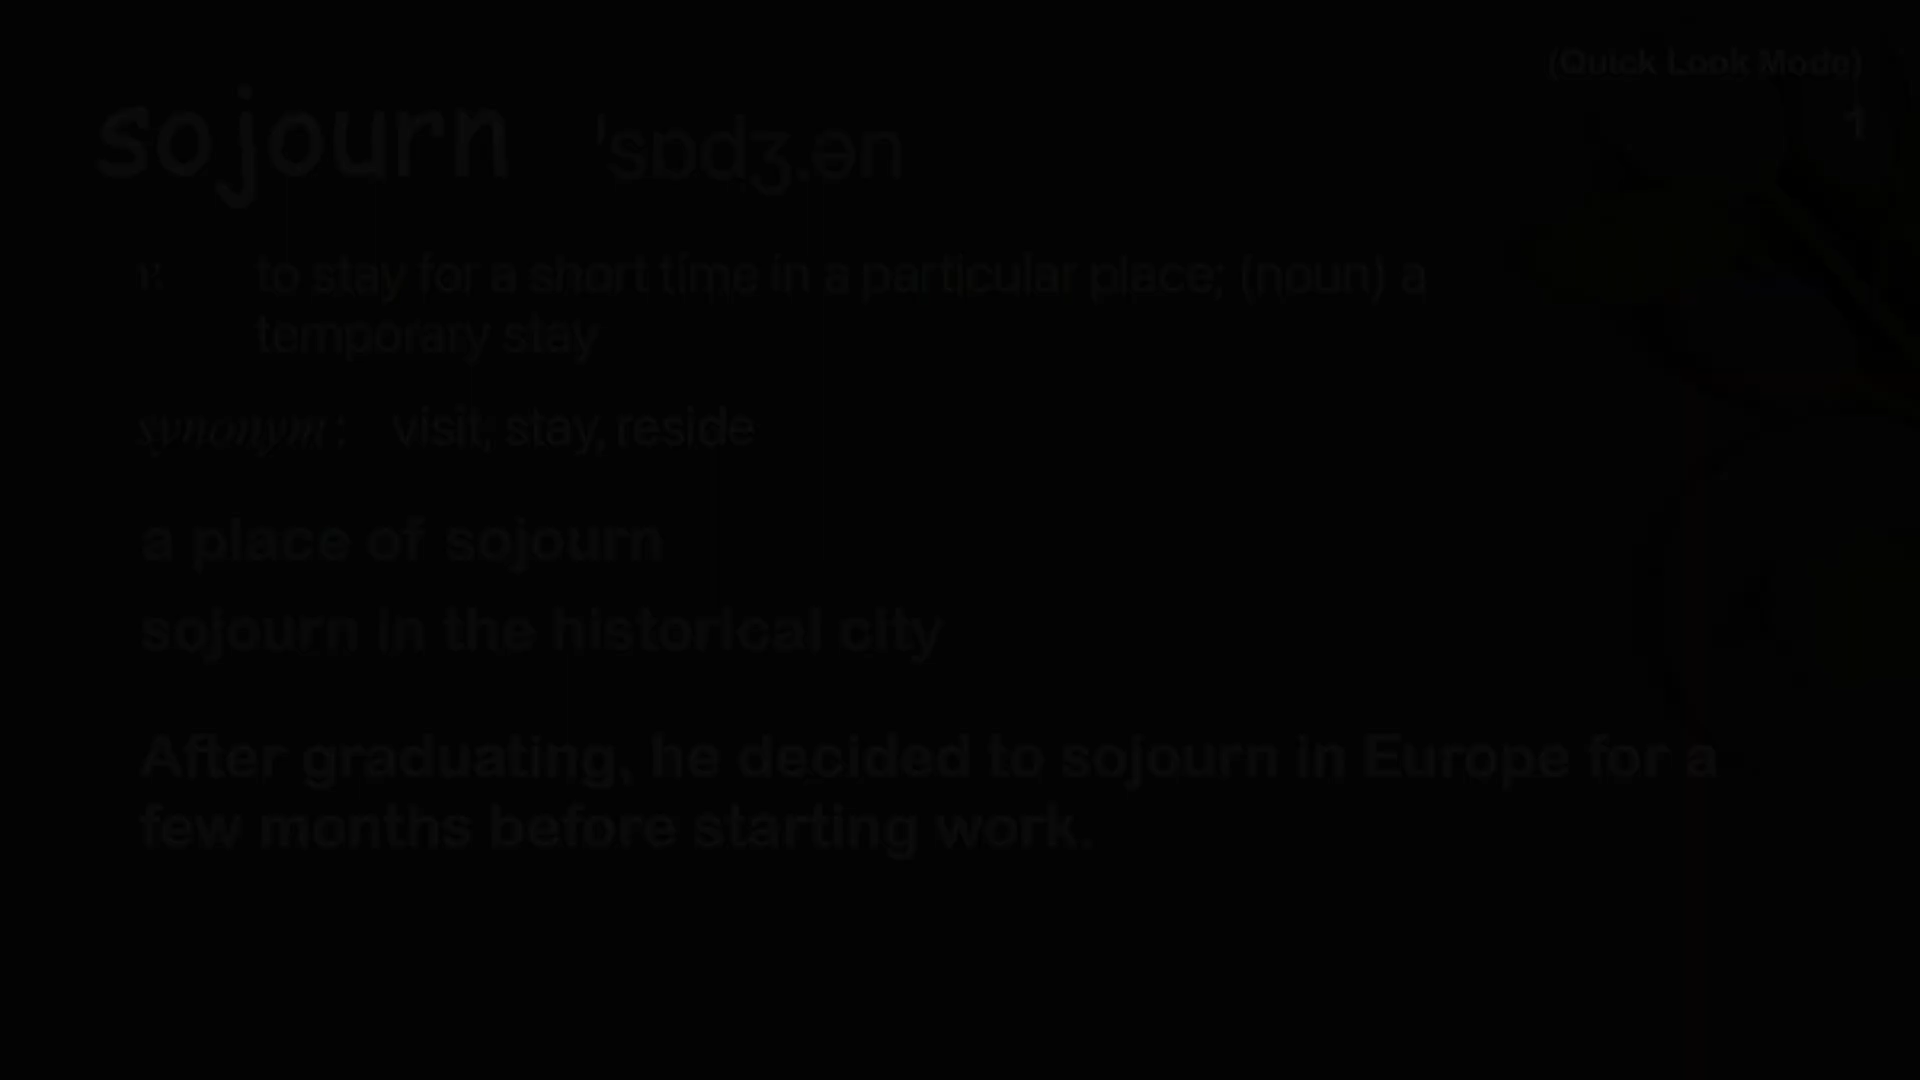 (Quick Look Mode)
1
sojourn ˈsɒdʒ.ən
v. to stay for a short time in a particular place; (noun) a
temporary stay
synonym : visit, stay, reside
a place of sojourn
sojourn in the historical city
After graduating, he decided to sojourn in Europe for a
few months before starting work.